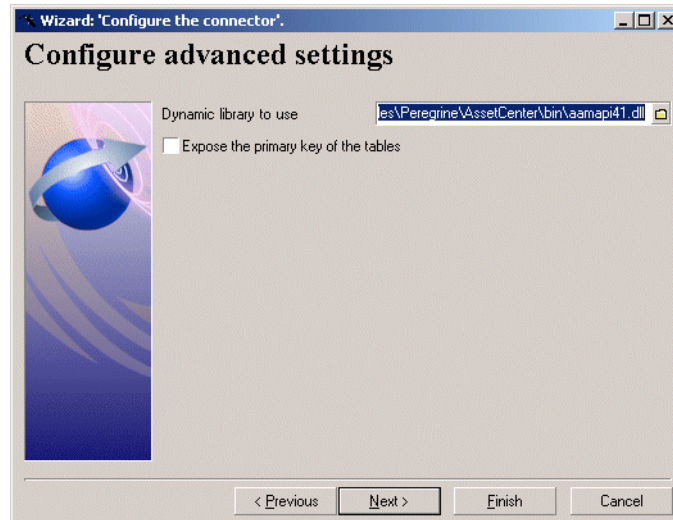 Wizard: 'Configure the connector'.
Configure advanced settings
Dynamic library to use les\Peregrine\AssetCenter\bin\aamapi41.dll
Expose the primary key of the tables
< Previous Next > Finish Cancel